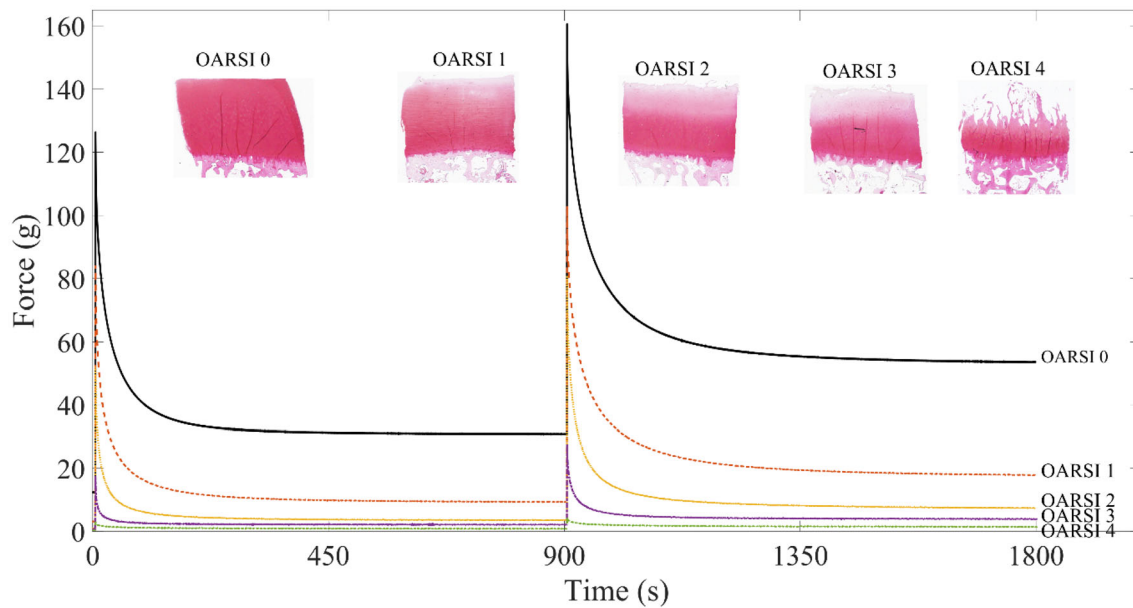 160
140
120
100
80
60
40
20
0
Force (g)
OARSI 0
OARSI 1
OARSI 2
OARSI 3
OARSI 4
OARSI 0
OARSI 1
OARSI 2
OARSI 3
OARSI 4
0
450
900
1350
1800
Time (s)